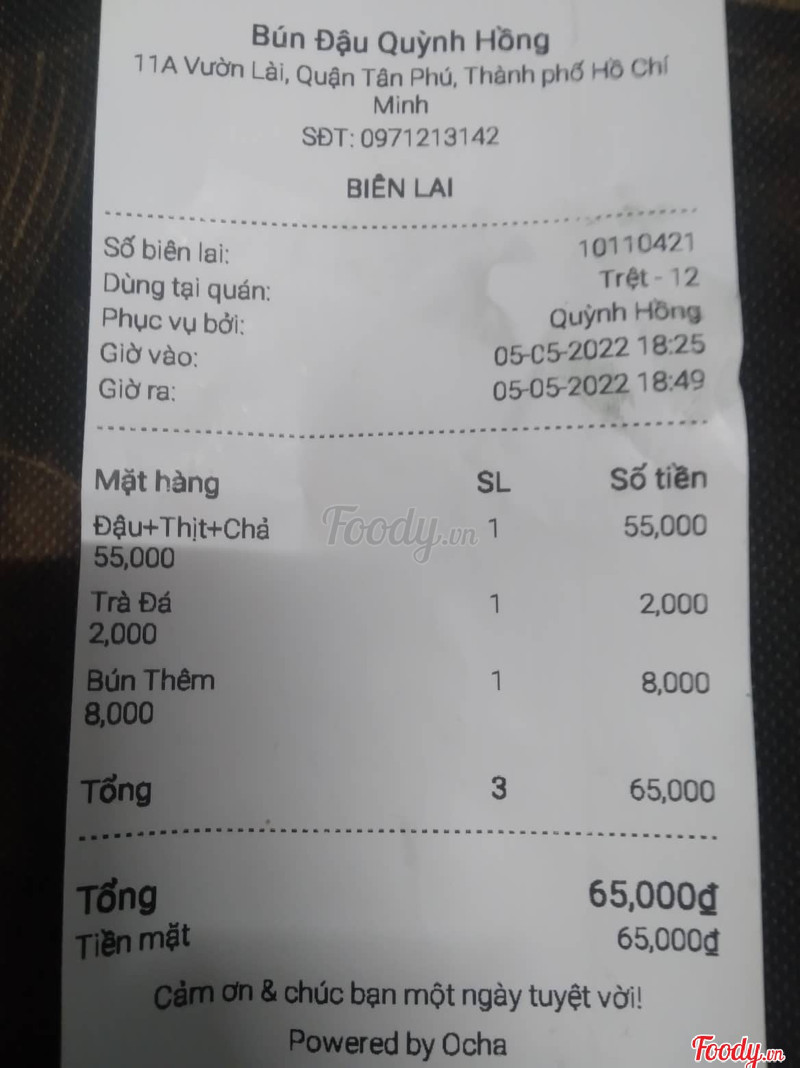 Bún Đậu Quỳnh Hồng
11A Vườn Lài, Quận Tân Phú, Thành phố Hồ Chí
Minh
SĐT: 0971213142
BIÊN LAI
Số biên lai: 10110421
Dùng tại quán: Trệt - 12
Phục vụ bởi: Quỳnh Hồng
Giờ vào: 05-05-2022 18:25
Giờ ra: 05-05-2022 18:49
Mặt hàng SL Số tiền
Đậu+Thịt+Chả 1 55,000
55,000
Foody.vn
Trà Đá 1 2,000
2,000
Bún Thêm 1 8,000
8,000
Tổng 3 65,000
Tổng 65,000₫
Tiền mặt 65,000₫
Cảm ơn & chúc bạn một ngày tuyệt vời!
Powered by Ocha
Foody.vn